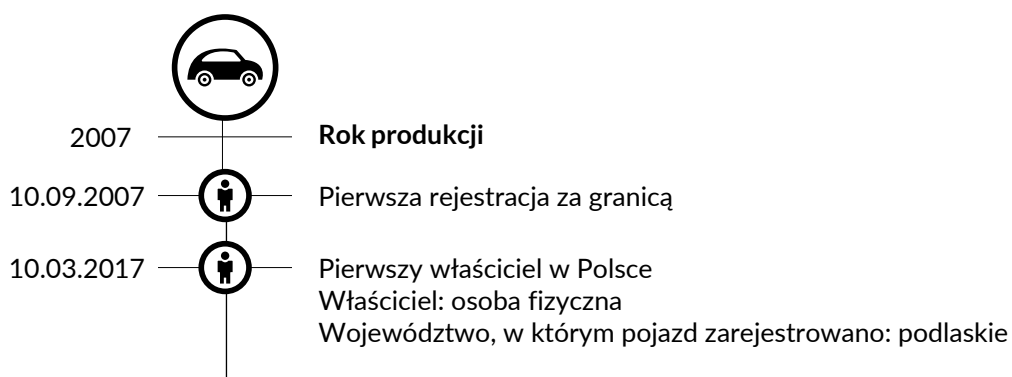 2007 Rok produkcji
10.09.2007 Pierwsza rejestracja za granicą
10.03.2017 Pierwszy właściciel w Polsce
Właściciel: osoba fizyczna
Województwo, w którym pojazd zarejestrowano: podlaskie